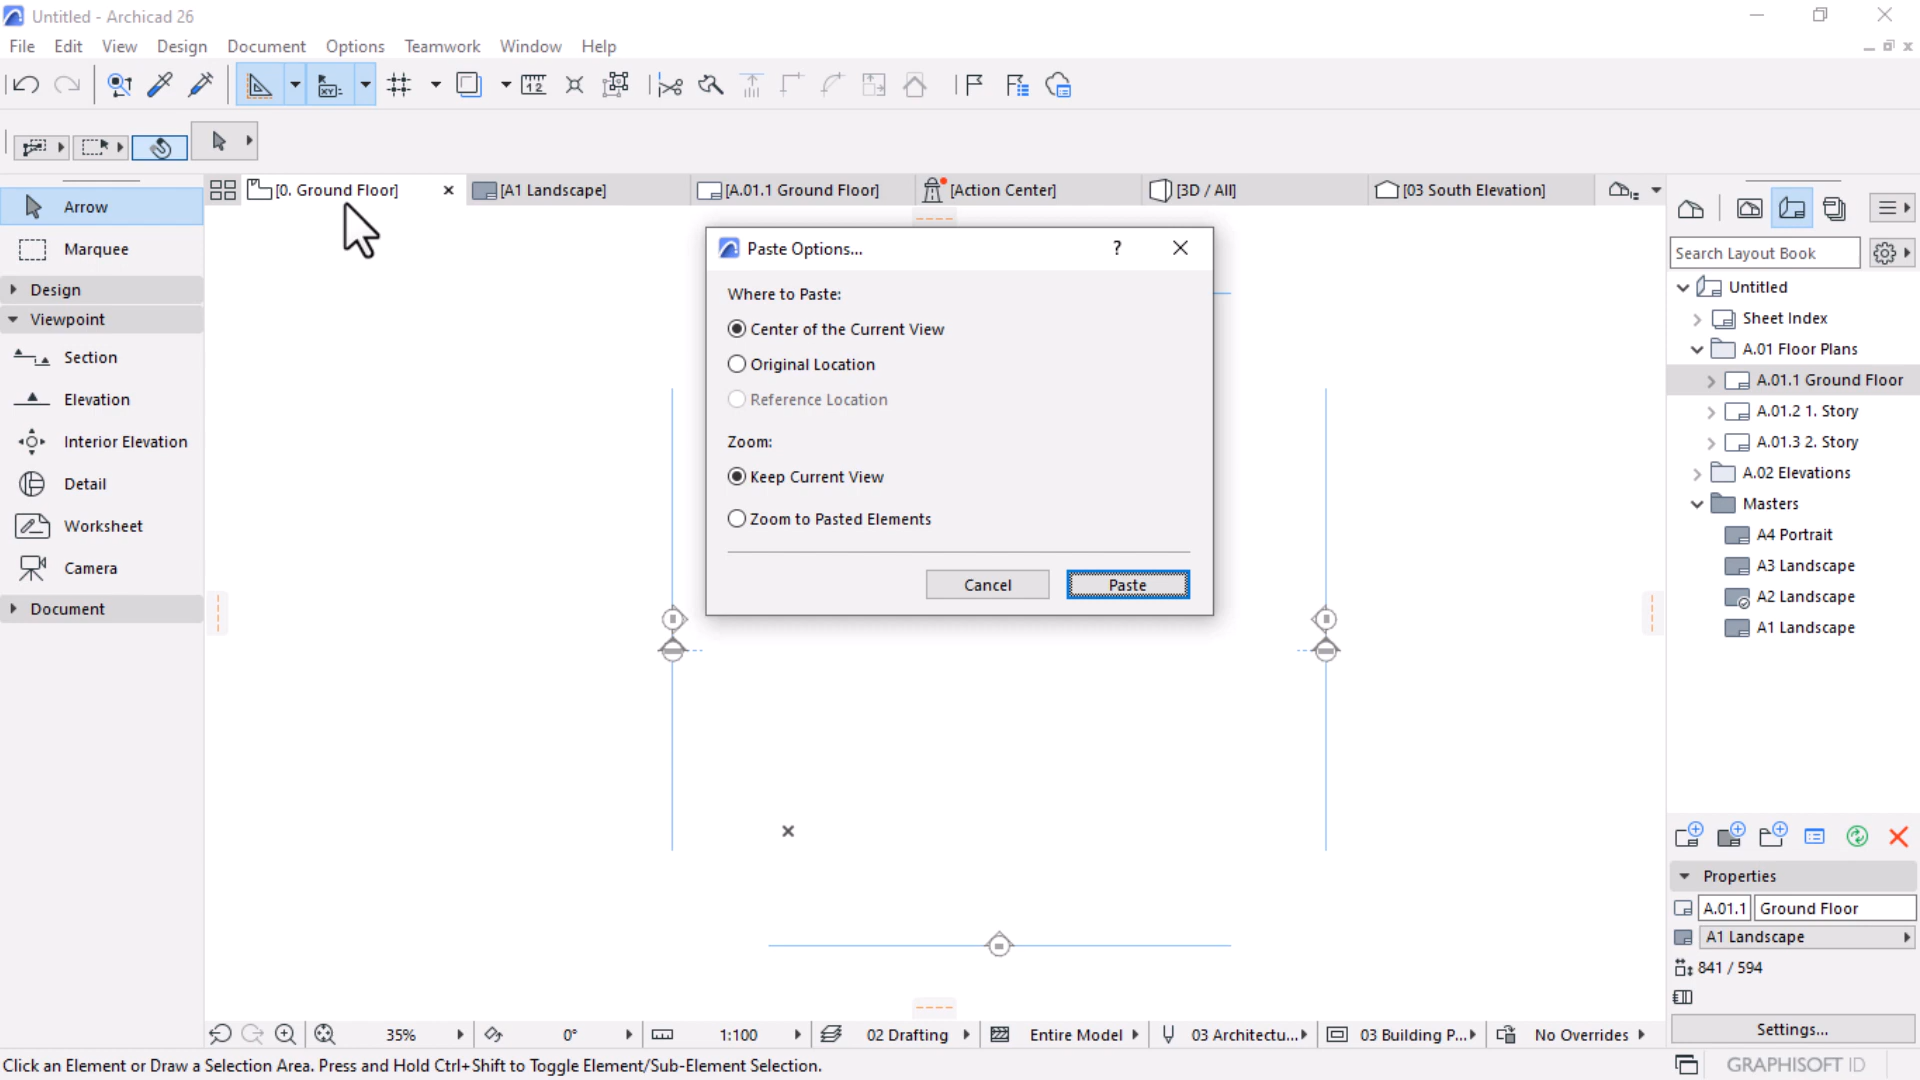 Untitled - Archicad 26
File Edit View Design Document Options Teamwork Window Help
[0. Ground Floor]
[A1 Landscape]
[A.01.1 Ground Floor]
[Action Center]
[3D / All]
[03 South Elevation]
Arrow
Marquee
Design
Viewpoint
Section
Elevation
Interior Elevation
Detail
Worksheet
Camera
Document
Paste Options...
?
Where to Paste:
Center of the Current View
Original Location
Reference Location
Zoom:
Keep Current View
Zoom to Pasted Elements
Cancel
Paste
Search Layout Book
Untitled
Sheet Index
A.01 Floor Plans
A.01.1 Ground Floor
A.01.2 1. Story
A.01.3 2. Story
A.02 Elevations
Masters
A4 Portrait
A3 Landscape
A2 Landscape
A1 Landscape
Properties
A.01.1 Ground Floor
A1 Landscape
841 / 594
Settings...
35%
0°
1:100
02 Drafting
Entire Model
03 Architectu...
03 Building P...
No Overrides
Click an Element or Draw a Selection Area. Press and Hold Ctrl+Shift to Toggle Element/Sub-Element Selection.
GRAPHISOFT ID